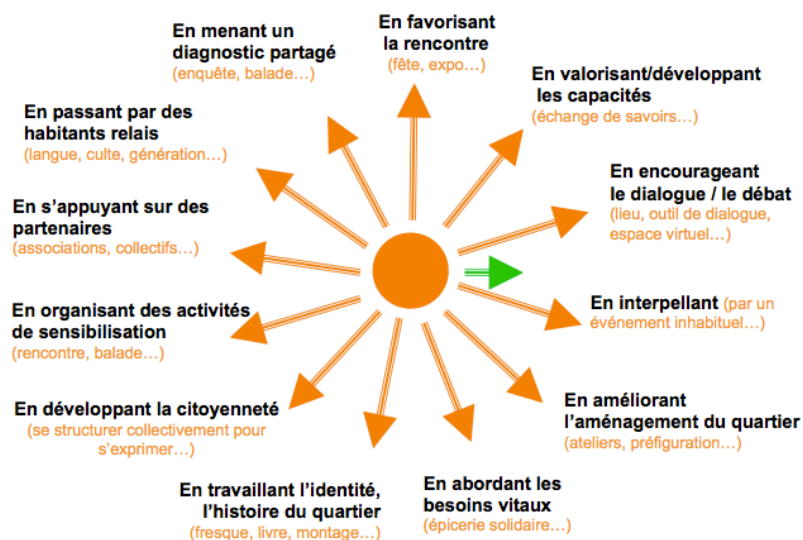 En menant un
diagnostic partagé
(enquête, balade…)
En favorisant
la rencontre
(fête, expo…)
En valorisant/développant
les capacités
(échange de savoirs…)
En encourageant
le dialogue / le débat
(lieu, outil de dialogue,
espace virtuel…)
En interpellant (par un
événement inhabituel…)
En améliorant
l’aménagement du quartier
(ateliers, préfiguration…)
En abordant les
besoins vitaux
(épicerie solidaire…)
En travaillant l’identité,
l’histoire du quartier
(fresque, livre, montage…)
En développant la citoyenneté
(se structurer collectivement pour
s’exprimer…)
En organisant des activités
de sensibilisation
(rencontre, balade…)
En s’appuyant sur des
partenaires
(associations, collectifs…)
En passant par des
habitants relais
(langue, culte, génération…)